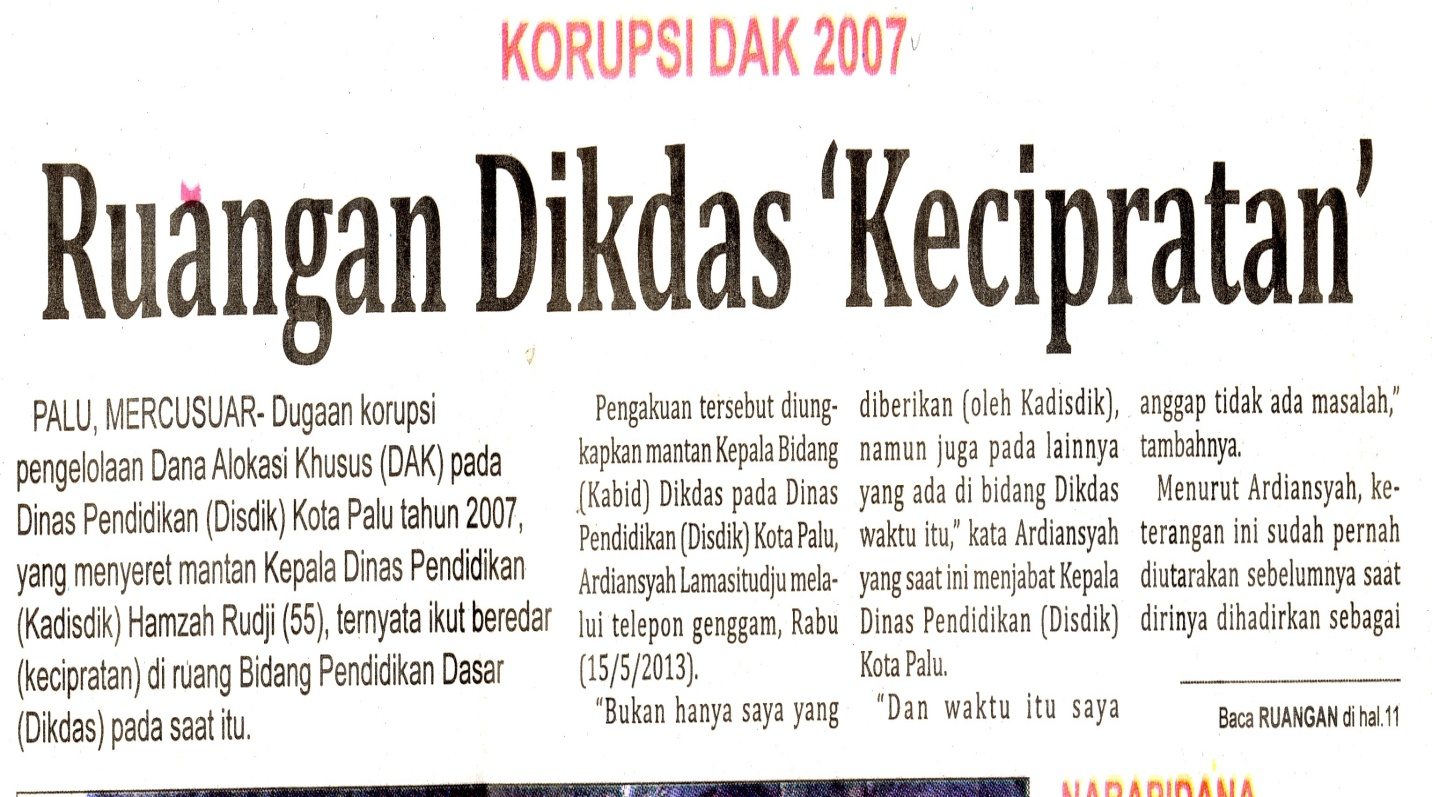 KORUPSI DAK 2007
Ruangan Dikdas ‘Kecipratan’
PALU, MERCUSUAR- Dugaan korupsi
pengelolaan Dana Alokasi Khusus (DAK) pada
Dinas Pendidikan (Disdik) Kota Palu tahun 2007,
yang menyeret mantan Kepala Dinas Pendidikan
(Kadisdik) Hamzah Rudji (55), ternyata ikut beredar
(kecipratan) di ruang Bidang Pendidikan Dasar
(Dikdas) pada saat itu.
Pengakuan tersebut diung-
kapkan mantan Kepala Bidang
(Kabid) Dikdas pada Dinas
Pendidikan (Disdik) Kota Palu,
Ardiansyah Lamasitudju mela-
lui telepon genggam, Rabu
(15/5/2013).
“Bukan hanya saya yang
diberikan (oleh Kadisdik),
namun juga pada lainnya
yang ada di bidang Dikdas
waktu itu,” kata Ardiansyah
yang saat ini menjabat Kepala
Dinas Pendidikan (Disdik)
Kota Palu.
“Dan waktu itu saya
anggap tidak ada masalah,”
tambahnya.
Menurut Ardiansyah, ke-
terangan ini sudah pernah
diutarakan sebelumnya saat
dirinya dihadirkan sebagai
Baca RUANGAN di hal.11
NARAPIDANA